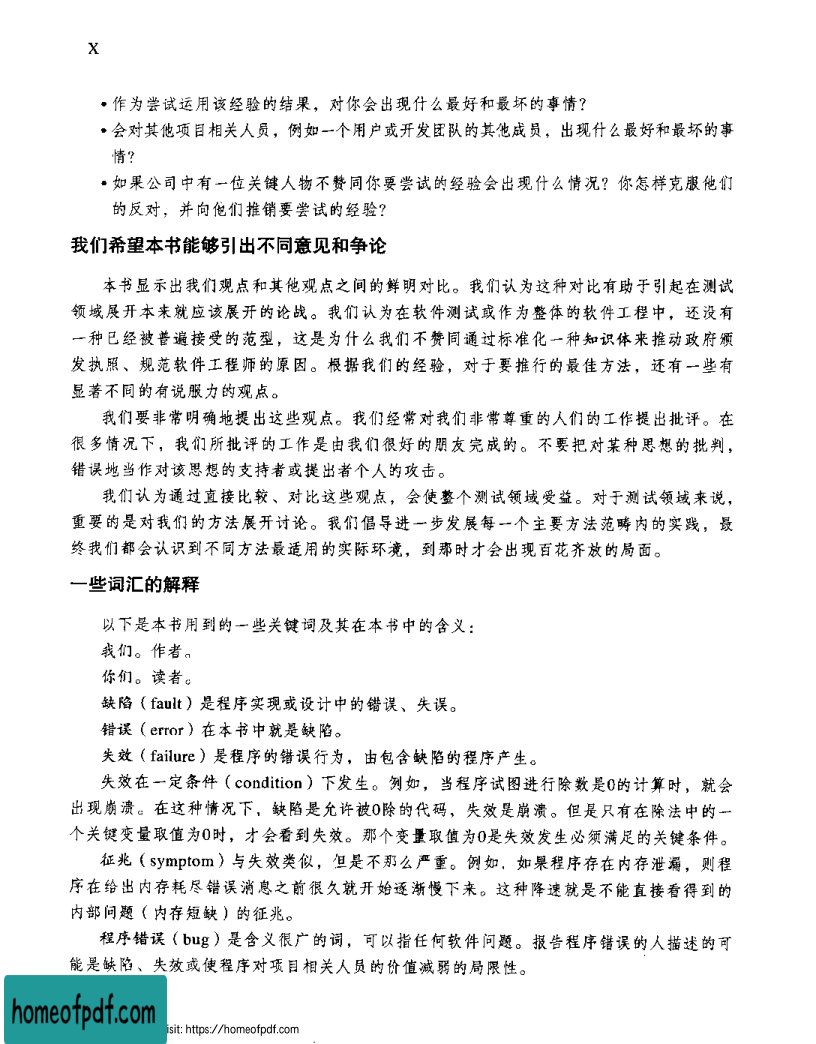 X
•作为尝试运用该经验的结果，对你会出现什么最好和最坏的事情？
•会对其他项目相关人员，例如一个用户或开发团队的其他成员，出现什么最好和最坏的事
情？
•如果公司中有一位关键人物不赞同你要尝试的经验会出现什么情况？你怎样克服他们
的反对，并向他们推销要尝试的经验？
我们希望本书能够引出不同意见和争论
本书显示出我们观点和其他观点之间的鲜明对比。我们认为这种对比有助于引起在测试
领域展开本来就应该展开的论战。我们认为在软件测试或作为整体的软件工程中，还没有
一种已经被普遍接受的范型，这是为什么我们不赞同通过标准化一种知识体来推动政府颁
发执照、规范软件工程师的原因。根据我们的经验，对于要推行的最佳方法，还有一些有
显著不同的有说服力的观点。
我们要非常明确地提出这些观点。我们经常对我们非常尊重的人们的工作提出批评。在
很多情况下，我们所批评的工作是由我们很好的朋友完成的。不要把对某种思想的批判，
错误地当作对该思想的支持者或提出者个人的攻击。
我们认为通过直接比较、对比这些观点，会使整个测试领域受益。对于测试领域来说，
重要的是对我们的方法展开讨论。我们倡导进一步发展每一个主要方法范畴内的实践，最
终我们都会认识到不同方法最适用的实际环境，到那时才会出现百花齐放的局面。
一些词汇的解释
以下是本书用到的一些关键词及其在本书中的含义：
我们。作者。
你们。读者。
缺陷（fault）是程序实现或设计中的错误、失误。
错误（error）在本书中就是缺陷。
失效（failure）是程序的错误行为，由包含缺陷的程序产生。
失效在一定条件（condition）下发生。例如，当程序试图进行除数是0的计算时，就会
出现崩溃。在这种情况下，缺陷是允许被0除的代码，失效是崩溃。但是只有在除法中的一
个关键变量取值为0时，才会看到失效。那个变量取值为0是失效发生必须满足的关键条件。
征兆（symptom）与失效类似，但是不那么严重。例如，如果程序存在内存泄漏，则程
序在给出内存耗尽错误消息之前很久就开始逐渐慢下来。这种降速就是不能直接看得到的
内部问题（内存短缺）的征兆。
程序错误（bug）是含义很广的词，可以指任何软件问题。报告程序错误的人描述的可
能是缺陷、失效或使程序对项目相关人员的价值减弱的局限性。
homeofpdf.com
isit: https://homeofpdf.com